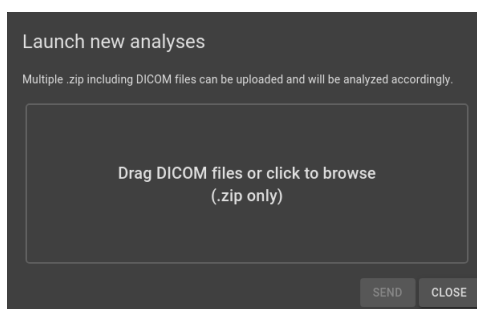 Launch new analyses
Multiple .zip including DICOM files can be uploaded and will be analyzed accordingly.
Drag DICOM files or click to browse
(.zip only)
SEND CLOSE